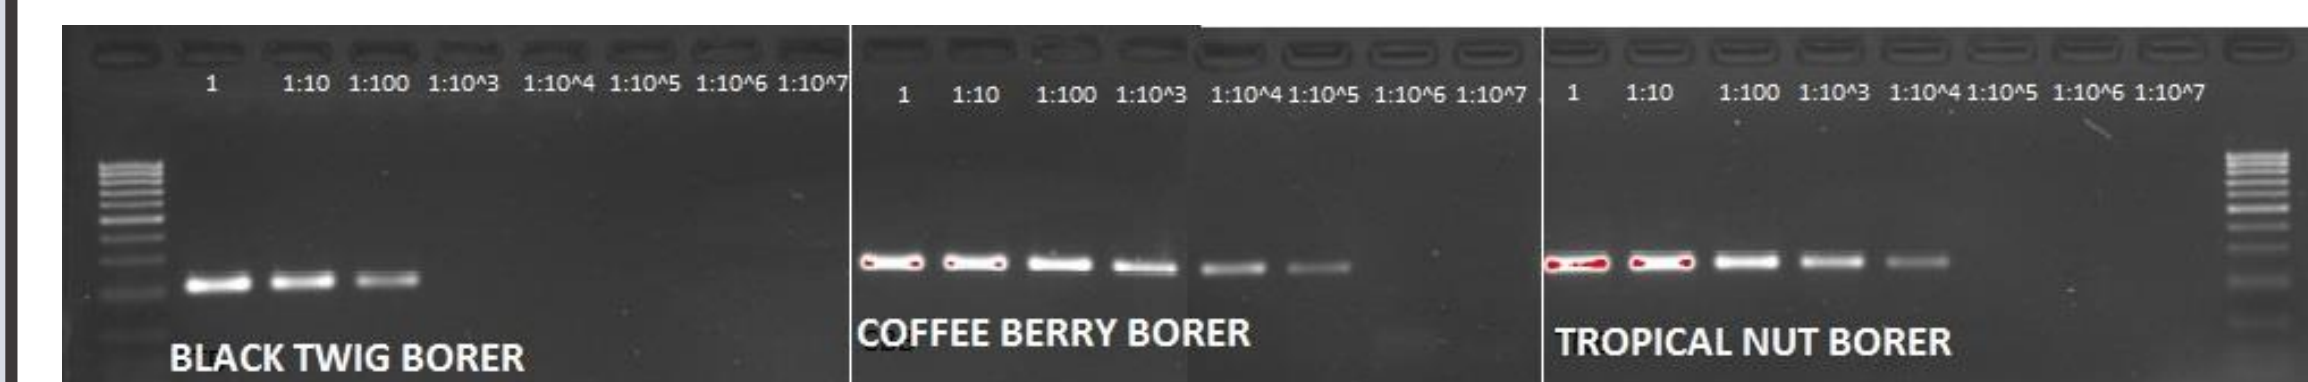 1 1:10 1:100 1:10^3 1:10^4 1:10^5 1:10^6 1:10^7
BLACK TWIG BORER
1 1:10 1:100 1:10^3 1:10^4 1:10^5 1:10^6 1:10^7
COFFEE BERRY BORER
1 1:10 1:100 1:10^3 1:10^4 1:10^5 1:10^6 1:10^7
TROPICAL NUT BORER